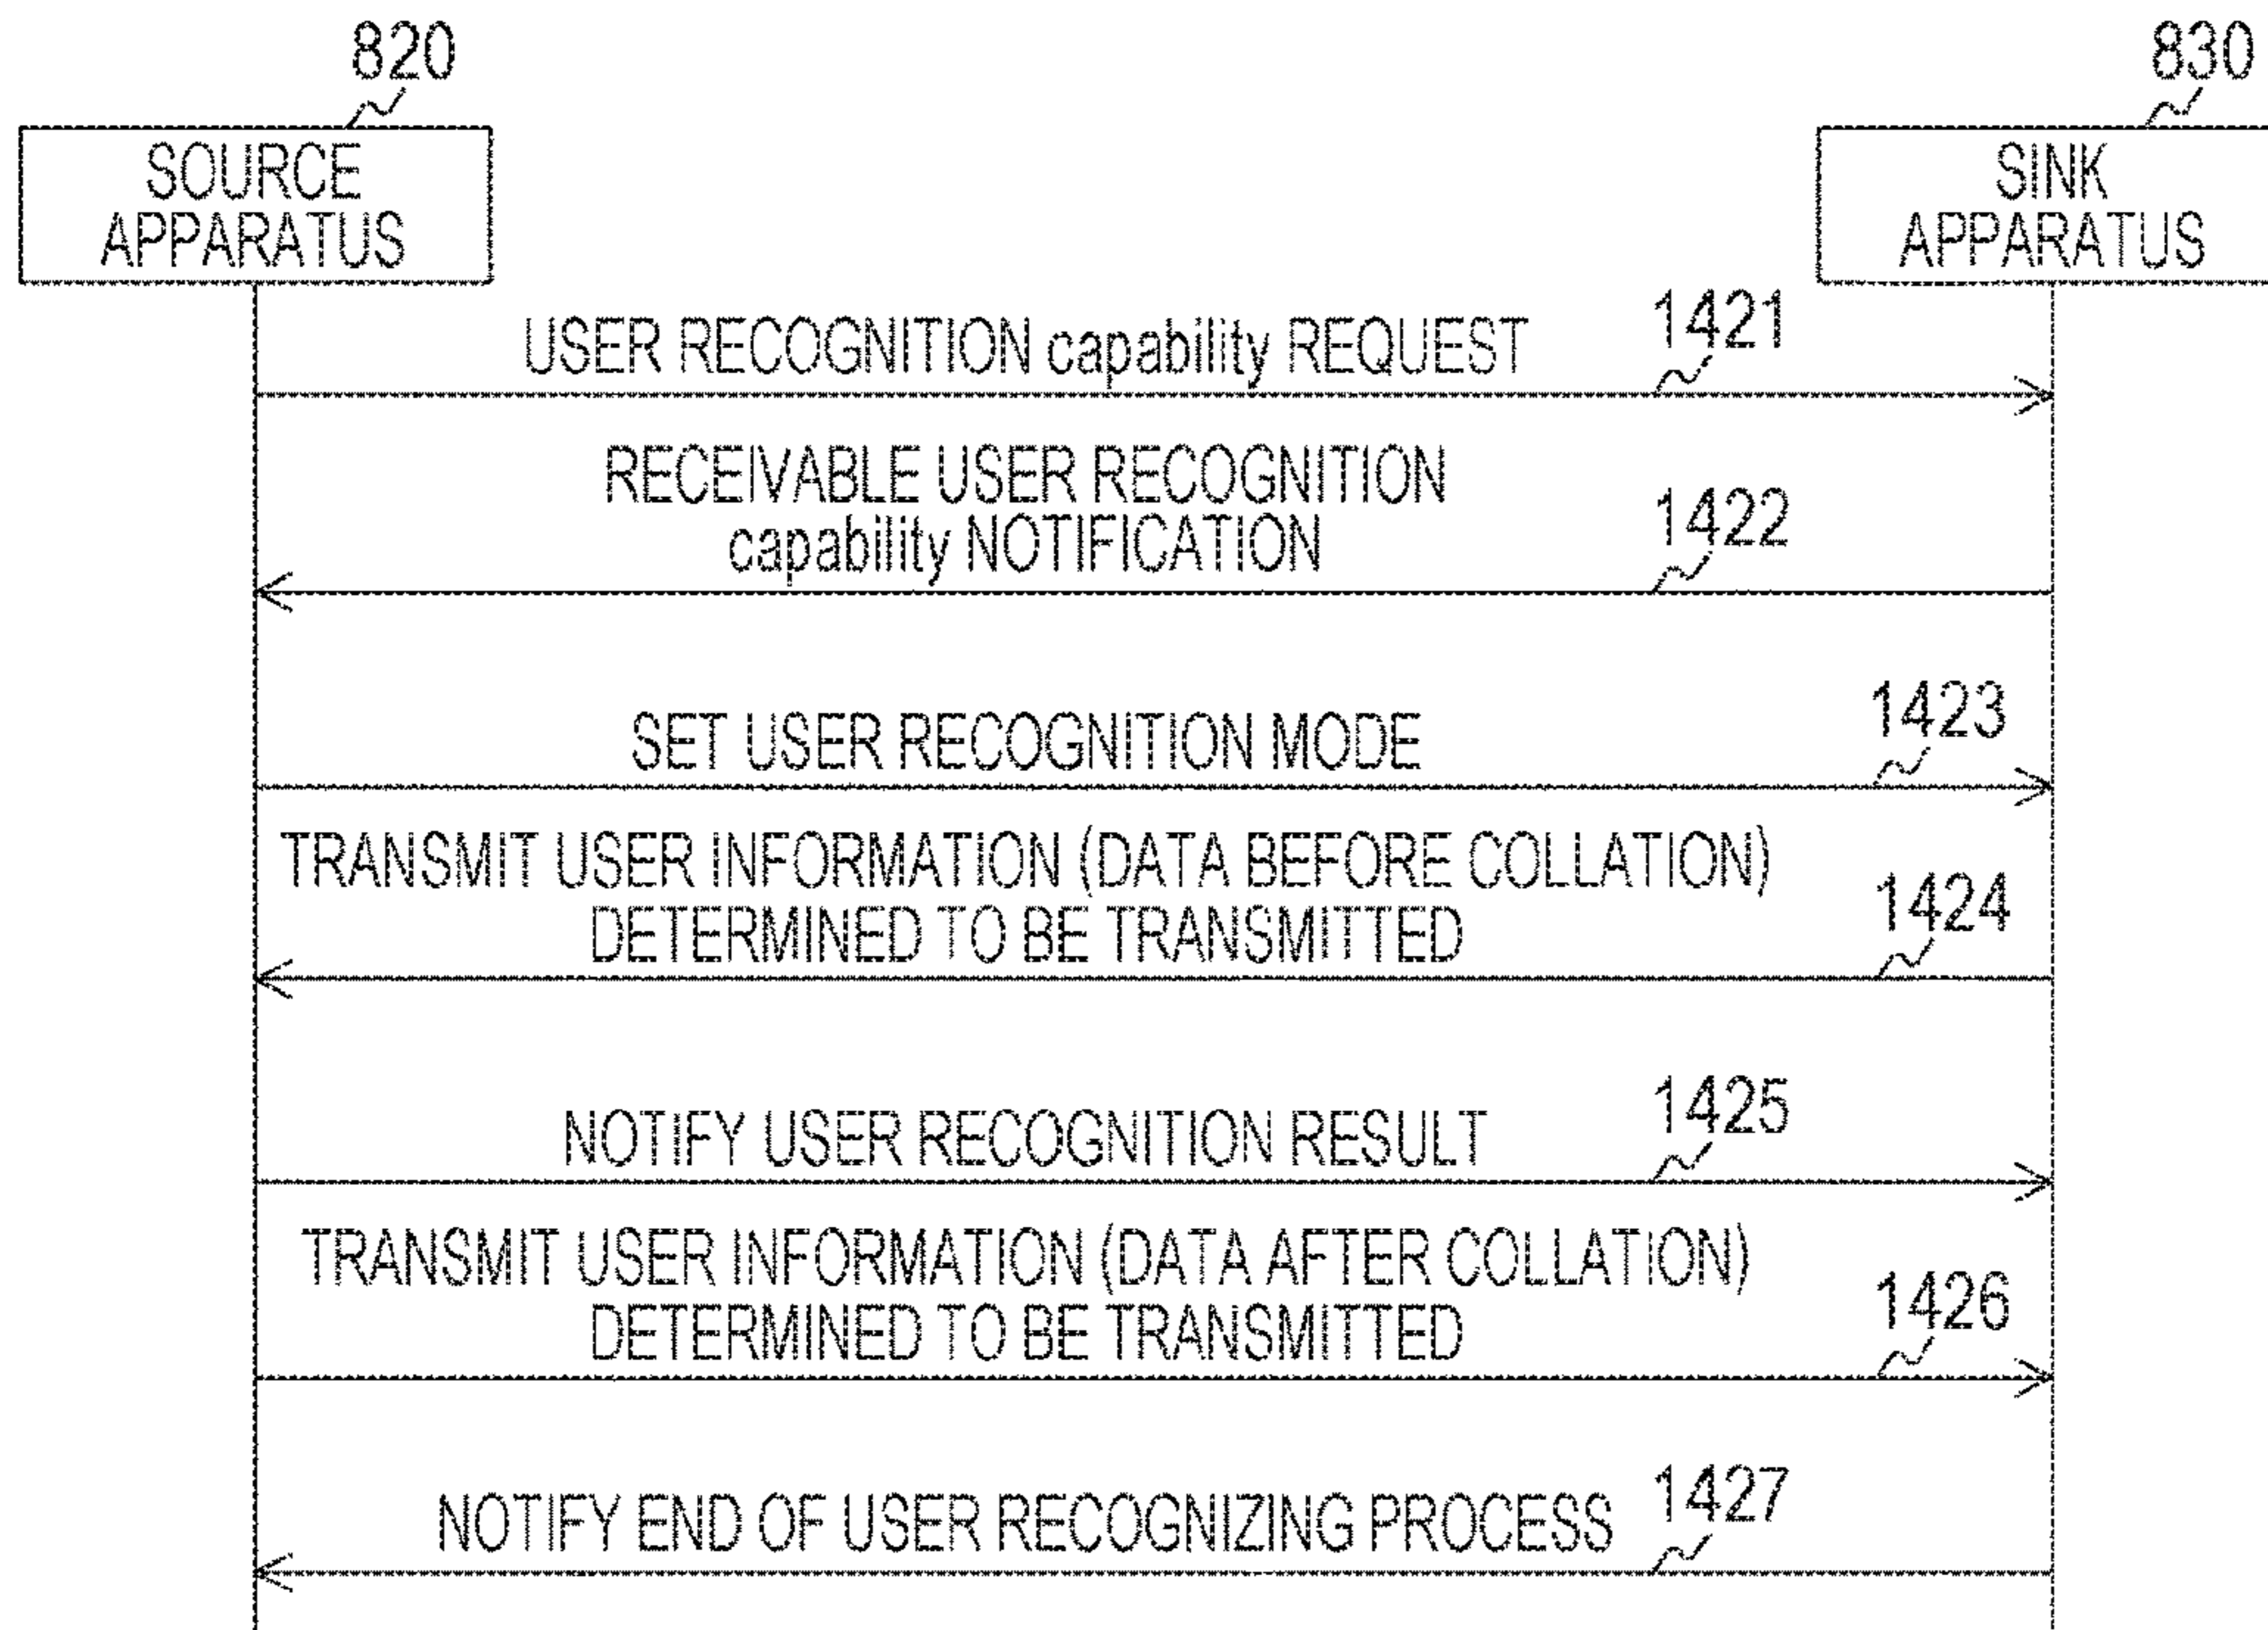 820
830
SOURCE
APPARATUS
SINK
APPARATUS
USER RECOGNITION capability REQUEST
1421
RECEIVABLE USER RECOGNITION
capability NOTIFICATION
1422
SET USER RECOGNITION MODE
1423
TRANSMIT USER INFORMATION (DATA BEFORE COLLATION)
DETERMINED TO BE TRANSMITTED
1424
NOTIFY USER RECOGNITION RESULT
1425
TRANSMIT USER INFORMATION (DATA AFTER COLLATION)
DETERMINED TO BE TRANSMITTED
1426
NOTIFY END OF USER RECOGNIZING PROCESS
1427